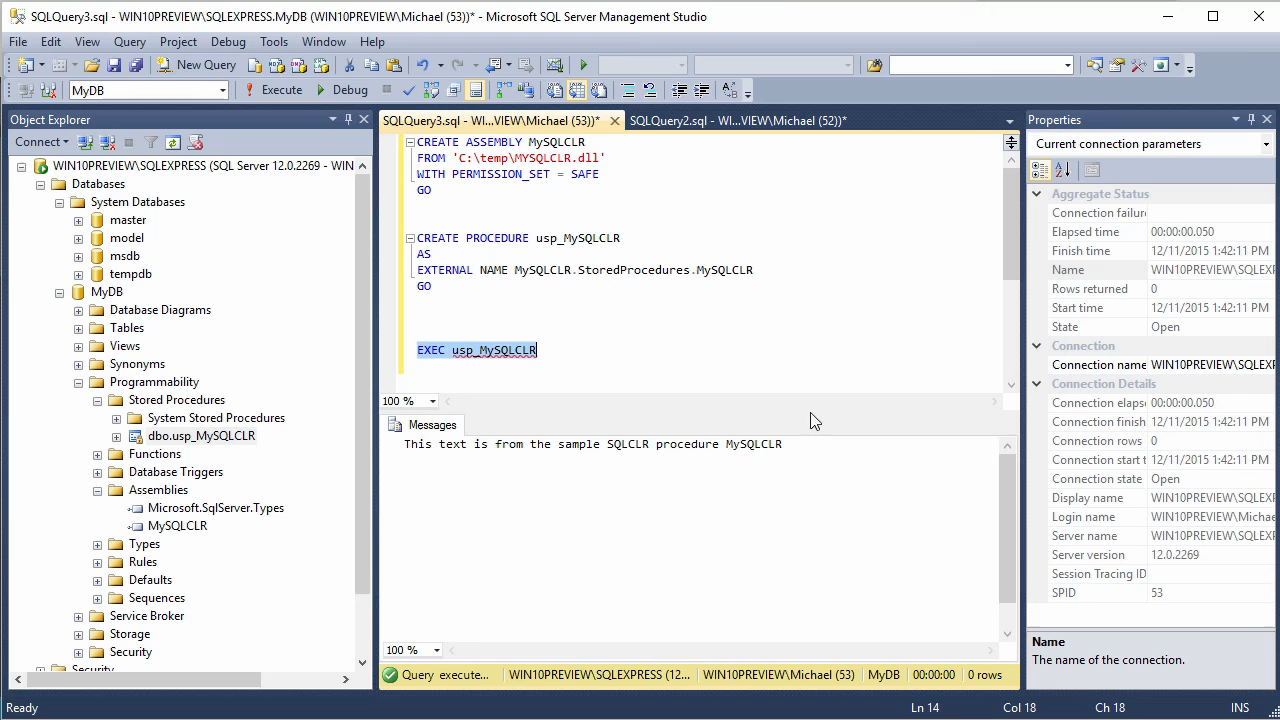 SQLQuery3.sql - WIN10PREVIEW\SQLEXPRESS.MyDB (WIN10PREVIEW\Michael (53))* - Microsoft SQL Server Management Studio
File Edit View Query Project Debug Tools Window Help
New Query
MyDB Execute Debug
Object Explorer
Connect
WIN10PREVIEW\SQLEXPRESS (SQL Server 12.0.2269 - WIN
Databases
System Databases
master
model
msdb
tempdb
MyDB
Database Diagrams
Tables
Views
Synonyms
Programmability
Stored Procedures
System Stored Procedures
dbo.usp_MySQLCLR
Functions
Database Triggers
Assemblies
Microsoft.SqlServer.Types
MySQLCLR
Types
Rules
Defaults
Sequences
Service Broker
Storage
Security
Security
SQLQuery3.sql - WI...VIEW\Michael (53))* SQLQuery2.sql - WI...VIEW\Michael (52))*
CREATE ASSEMBLY MySQLCLR
FROM 'C:\temp\MYSQLCLR.dll'
WITH PERMISSION_SET = SAFE
GO
CREATE PROCEDURE usp_MySQLCLR
AS
EXTERNAL NAME MySQLCLR.StoredProcedures.MySQLCLR
GO
EXEC usp_MySQLCLR
100 %
Messages
This text is from the sample SQLCLR procedure MySQLCLR
100 %
Query execute... WIN10PREVIEW\SQLEXPRESS (12... WIN10PREVIEW\Michael (53) MyDB 00:00:00 0 rows
Properties
Current connection parameters
Aggregate Status
Connection failure
Elapsed time 00:00:00.050
Finish time 12/11/2015 1:42:11 PM
Name WIN10PREVIEW\SQLEXP
Rows returned 0
Start time 12/11/2015 1:42:11 PM
State Open
Connection
Connection name WIN10PREVIEW\SQLEXP
Connection Details
Connection elaps 00:00:00.050
Connection finish 12/11/2015 1:42:11 PM
Connection rows 0
Connection start t 12/11/2015 1:42:11 PM
Connection state Open
Display name WIN10PREVIEW\SQLEXP
Login name WIN10PREVIEW\Michae
Server name WIN10PREVIEW\SQLEXP
Server version 12.0.2269
Session Tracing ID
SPID 53
Name
The name of the connection.
Ready Ln 14 Col 18 Ch 18 INS